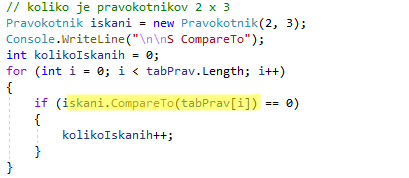 // koliko je pravokotnikov 2 x 3
Pravokotnik iskani = new Pravokotnik(2, 3);
Console.WriteLine("\n\nS CompareTo");
int kolikoIskanih = 0;
for (int i = 0; i < tabPrav.Length; i++)
{
if (iskani.CompareTo(tabPrav[i]) == 0)
{
kolikoIskanih++;
}
}